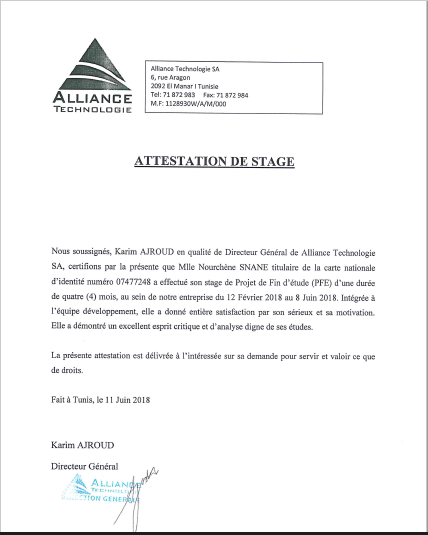 ALLIANCE
TECHNOLOGIE
Alliance Technologie SA
6, rue Aragon
2092 El Manar I Tunisie
Tel: 71 872 983 Fax: 71 872 984
M.F: 1128930W/A/M/000
ATTESTATION DE STAGE
Nous soussignés, Karim AJROUD en qualité de Directeur Général de Alliance Technologie
SA, certifions par la présente que Mlle Nourchène SNANE titulaire de la carte nationale
d'identité numéro 07477248 a effectué son stage de Projet de Fin d'étude (PFE) d'une durée
de quatre (4) mois, au sein de notre entreprise du 12 Février 2018 au 8 Juin 2018. Intégrée à
l'équipe développement, elle a donné entière satisfaction par son sérieux et sa motivation.
Elle a démontré un excellent esprit critique et d'analyse digne de ses études.
La présente attestation est délivrée à l'intéressée sur sa demande pour servir et valoir ce que
de droits.
Fait à Tunis, le 11 Juin 2018
Karim AJROUD
Directeur Général
ALLIANCE
TECHNOLOGIE
DIRECTION GENERALE